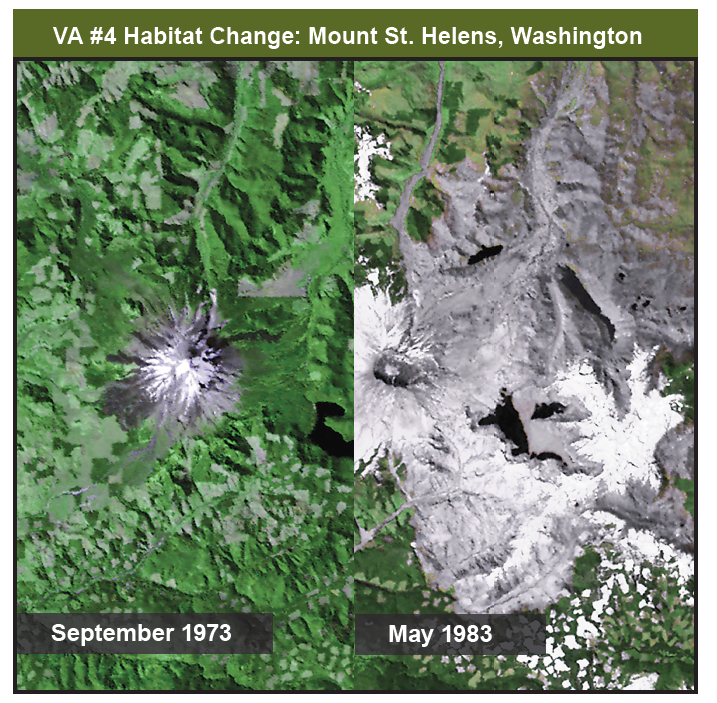 VA #4 Habitat Change: Mount St. Helens, Washington
September 1973
May 1983